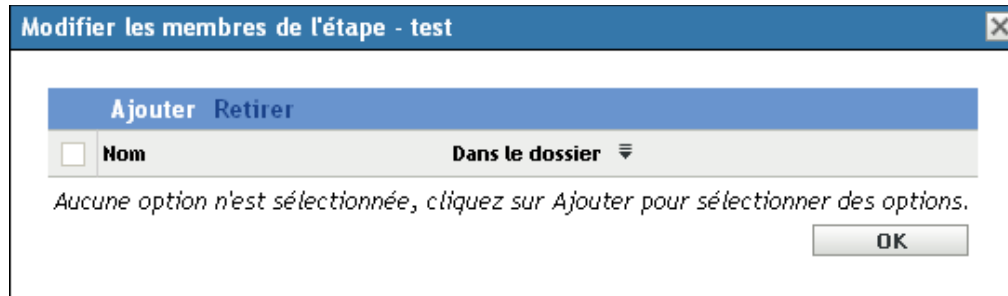 Modifier les membres de l'étape - test
Ajouter Retirer
Nom Dans le dossier
Aucune option n'est sélectionnée, cliquez sur Ajouter pour sélectionner des options.
OK